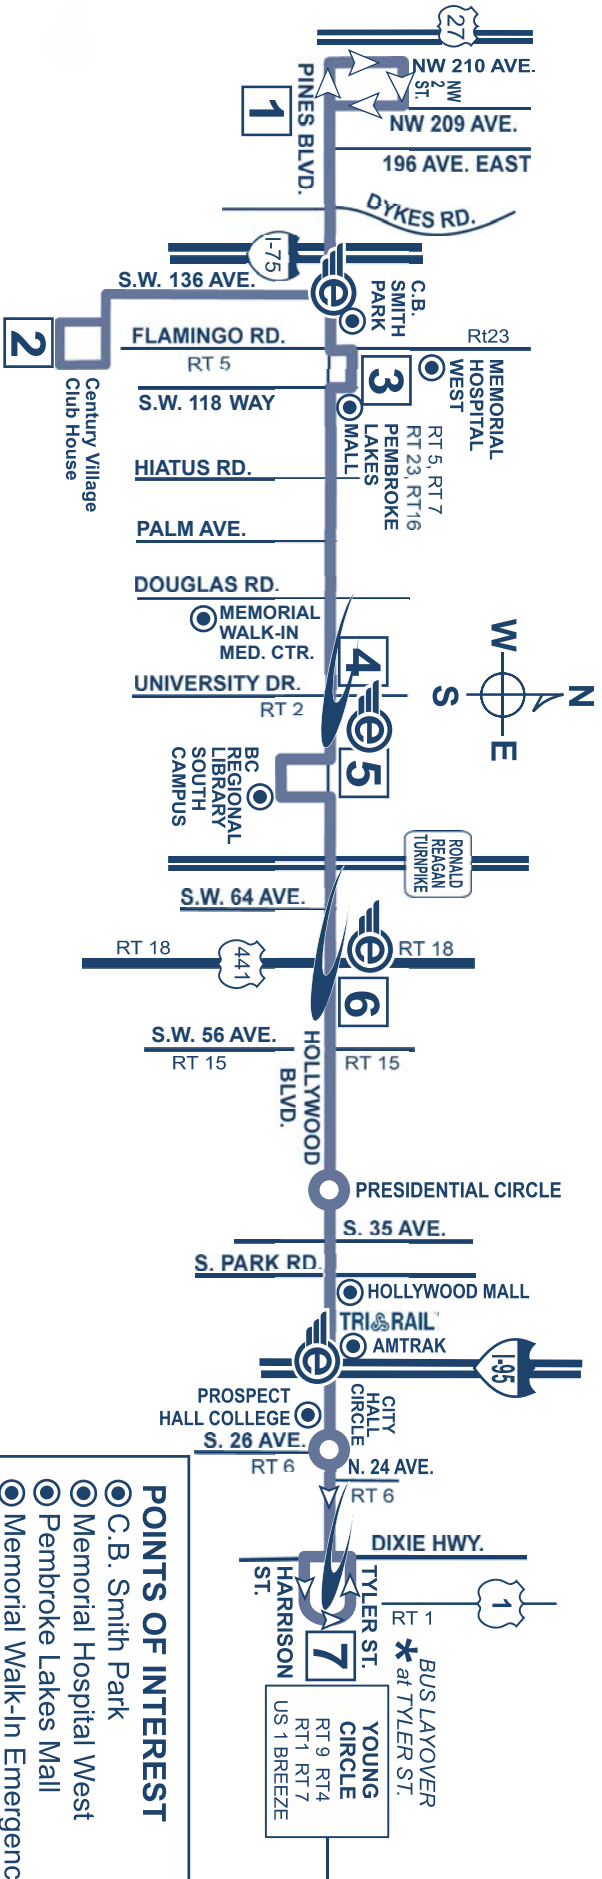 27
NW 210 AVE.
NW
2
ST.
NW 209 AVE.
196 AVE. EAST
PINES BLVD.
1
DYKES RD.
I-75
S.W. 136 AVE.
C.B.
SMITH
PARK
e
2
Century Village
Club House
FLAMINGO RD.
RT 5
Rt23
3
MEMORIAL
HOSPITAL
WEST
S.W. 118 WAY
RT 5, RT 7
RT 23, RT16
PEMBROKE
LAKES
MALL
HIATUS RD.
PALM AVE.
DOUGLAS RD.
MEMORIAL
WALK-IN
MED. CTR.
W
N
S
E
4
UNIVERSITY DR.
RT 2
e
5
BC
REGIONAL
LIBRARY
SOUTH
CAMPUS
RONALD
REAGAN
TURNPIKE
S.W. 64 AVE.
RT 18
441
e
RT 18
6
S.W. 56 AVE.
RT 15
RT 15
HOLLYWOOD
BLVD.
PRESIDENTIAL CIRCLE
S. 35 AVE.
S. PARK RD.
HOLLYWOOD MALL
TRI RAIL
AMTRAK
e
I-95
PROSPECT
HALL COLLEGE
CITY
HALL
CIRCLE
S. 26 AVE.
RT 6
N. 24 AVE.
RT 6
DIXIE HWY.
TYLER ST.
HARRISON
ST.
1
RT 1
7
BUS LAYOVER
* at TYLER ST.
YOUNG
CIRCLE
RT 9 RT4
RT1 RT 7
US 1 BREEZE
POINTS OF INTEREST
C.B. Smith Park
Memorial Hospital West
Pembroke Lakes Mall
Memorial Walk-In Emergenc